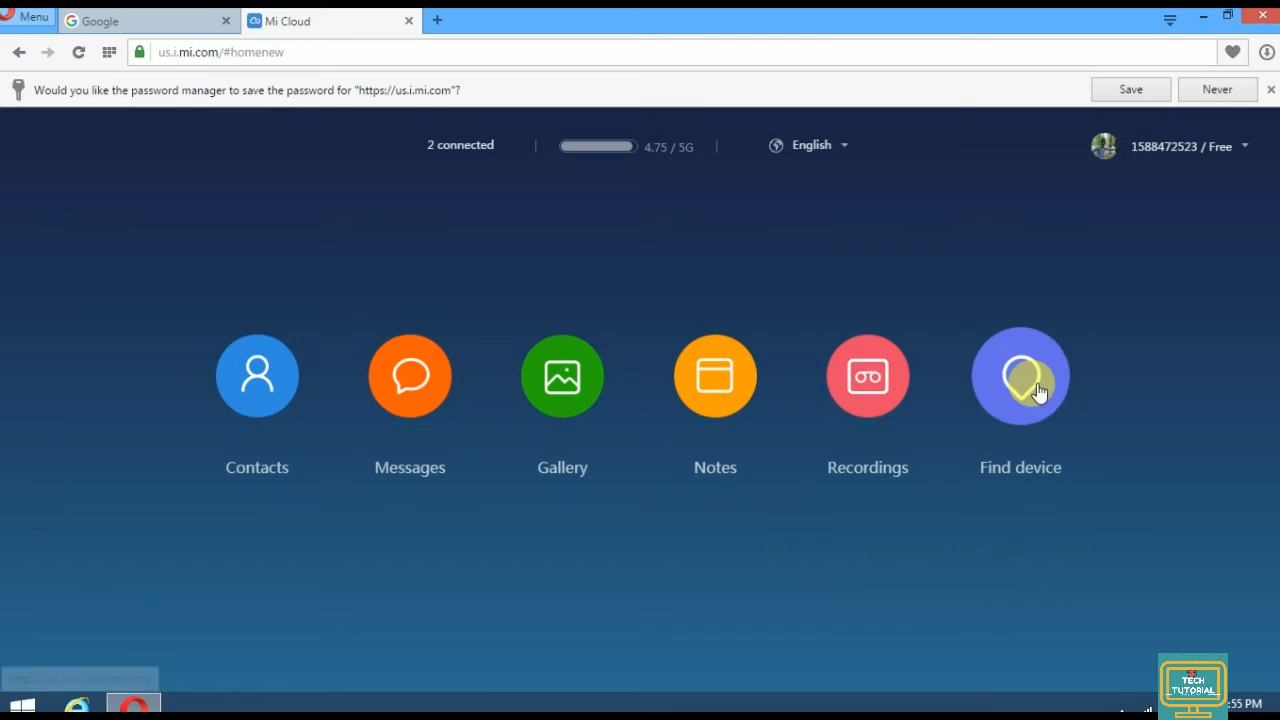 Menu
Google
Mi Cloud
us.i.mi.com/#homenew
Would you like the password manager to save the password for "https://us.i.mi.com"?
Save
Never
2 connected
4.75 / 5G
English
1588472523 / Free
Contacts
Messages
Gallery
Notes
Recordings
Find device
TECH
TUTORIAL
:55 PM